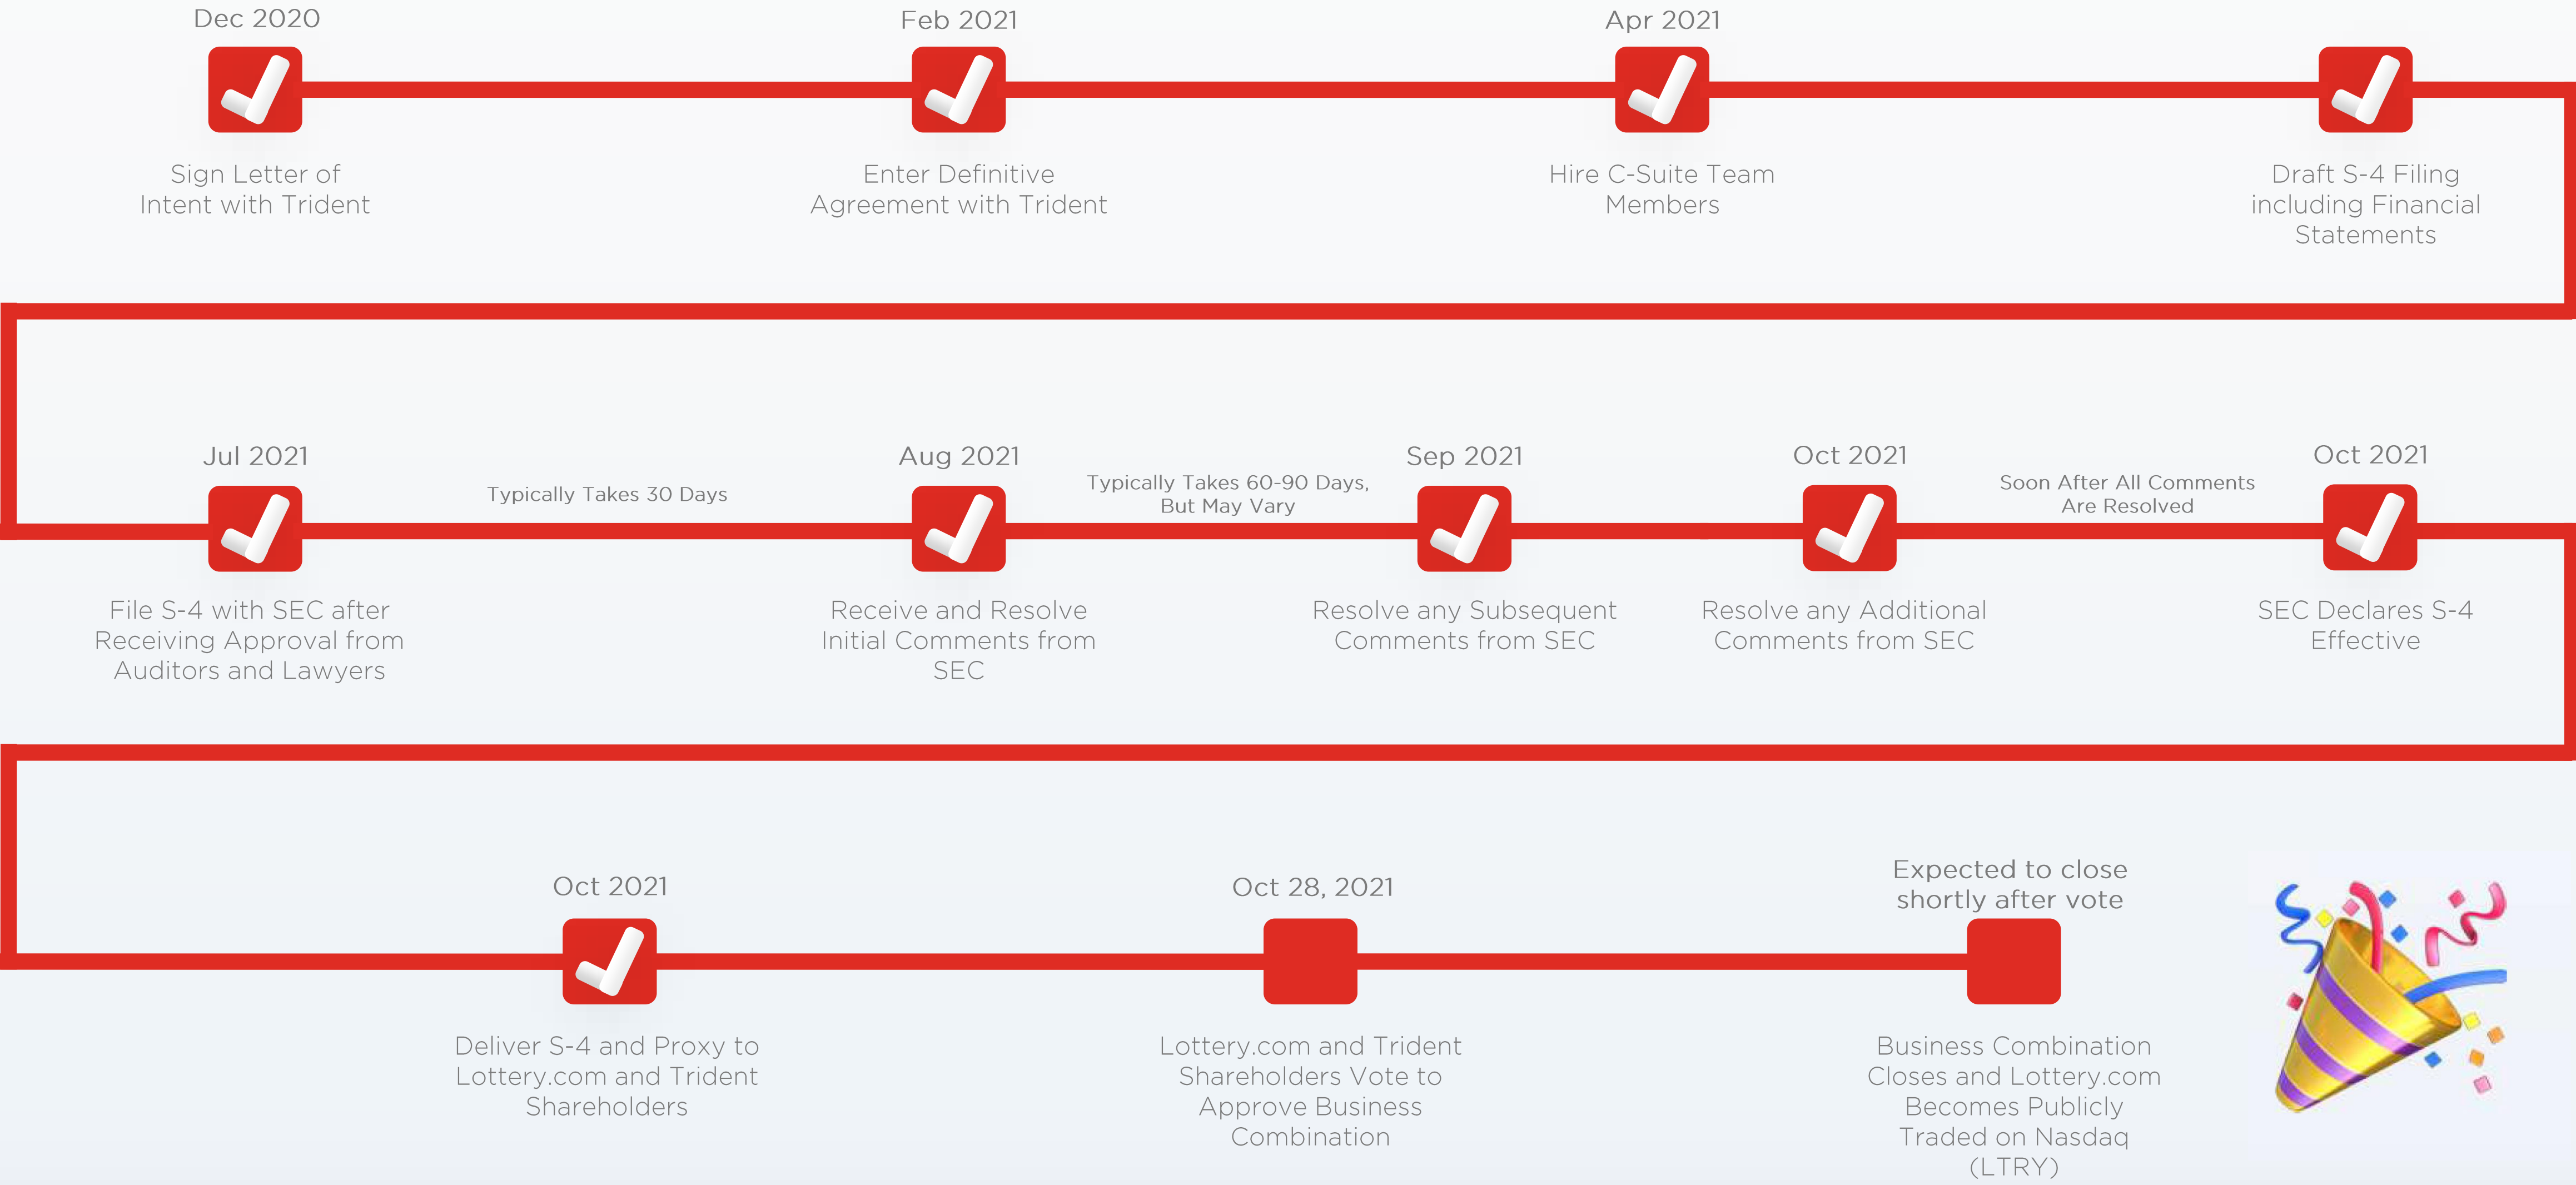 Dec 2020
Feb 2021
Apr 2021
Sign Letter of
Intent with Trident
Enter Definitive
Agreement with Trident
Hire C-Suite Team
Members
Draft S-4 Filing
including Financial
Statements
Jul 2021
Typically Takes 30 Days
Aug 2021
Typically Takes 60-90 Days,
But May Vary
Sep 2021
Oct 2021
Soon After All Comments
Are Resolved
Oct 2021
File S-4 with SEC after
Receiving Approval from
Auditors and Lawyers
Receive and Resolve
Initial Comments from
SEC
Resolve any Subsequent
Comments from SEC
Resolve any Additional
Comments from SEC
SEC Declares S-4
Effective
Oct 2021
Oct 28, 2021
Expected to close
shortly after vote
Deliver S-4 and Proxy to
Lottery.com and Trident
Shareholders
Lottery.com and Trident
Shareholders Vote to
Approve Business
Combination
Business Combination
Closes and Lottery.com
Becomes Publicly
Traded on Nasdaq
(LTRY)